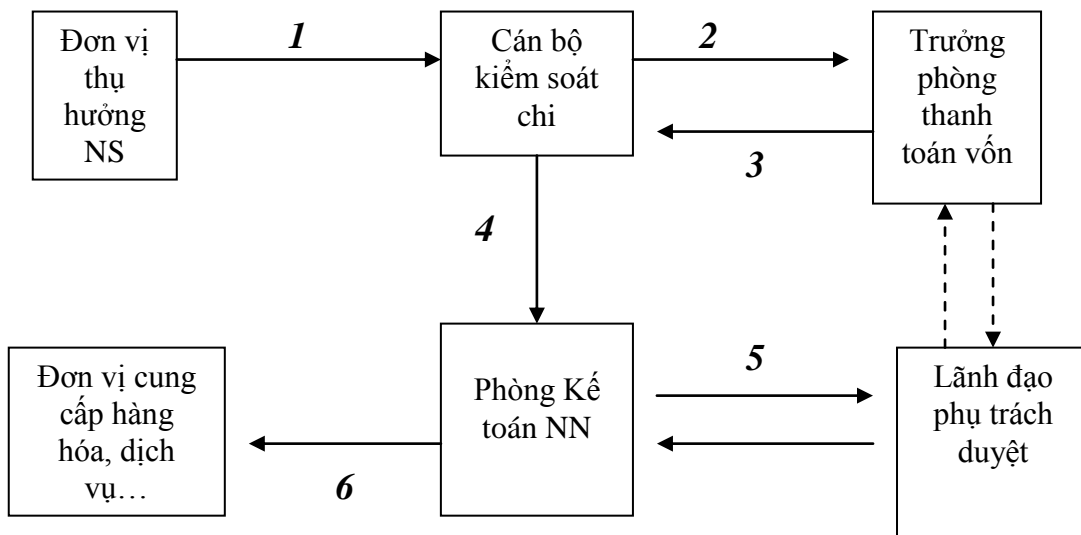 Đơn vị
thụ
hưởng
NS
1
Cán bộ
kiểm soát
chi
2
Trưởng
phòng
thanh
toán vốn
3
4
Đơn vị cung
cấp hàng
hóa, dịch
vụ…
Phòng Kế
toán NN
5
Lãnh đạo
phụ trách
duyệt
6